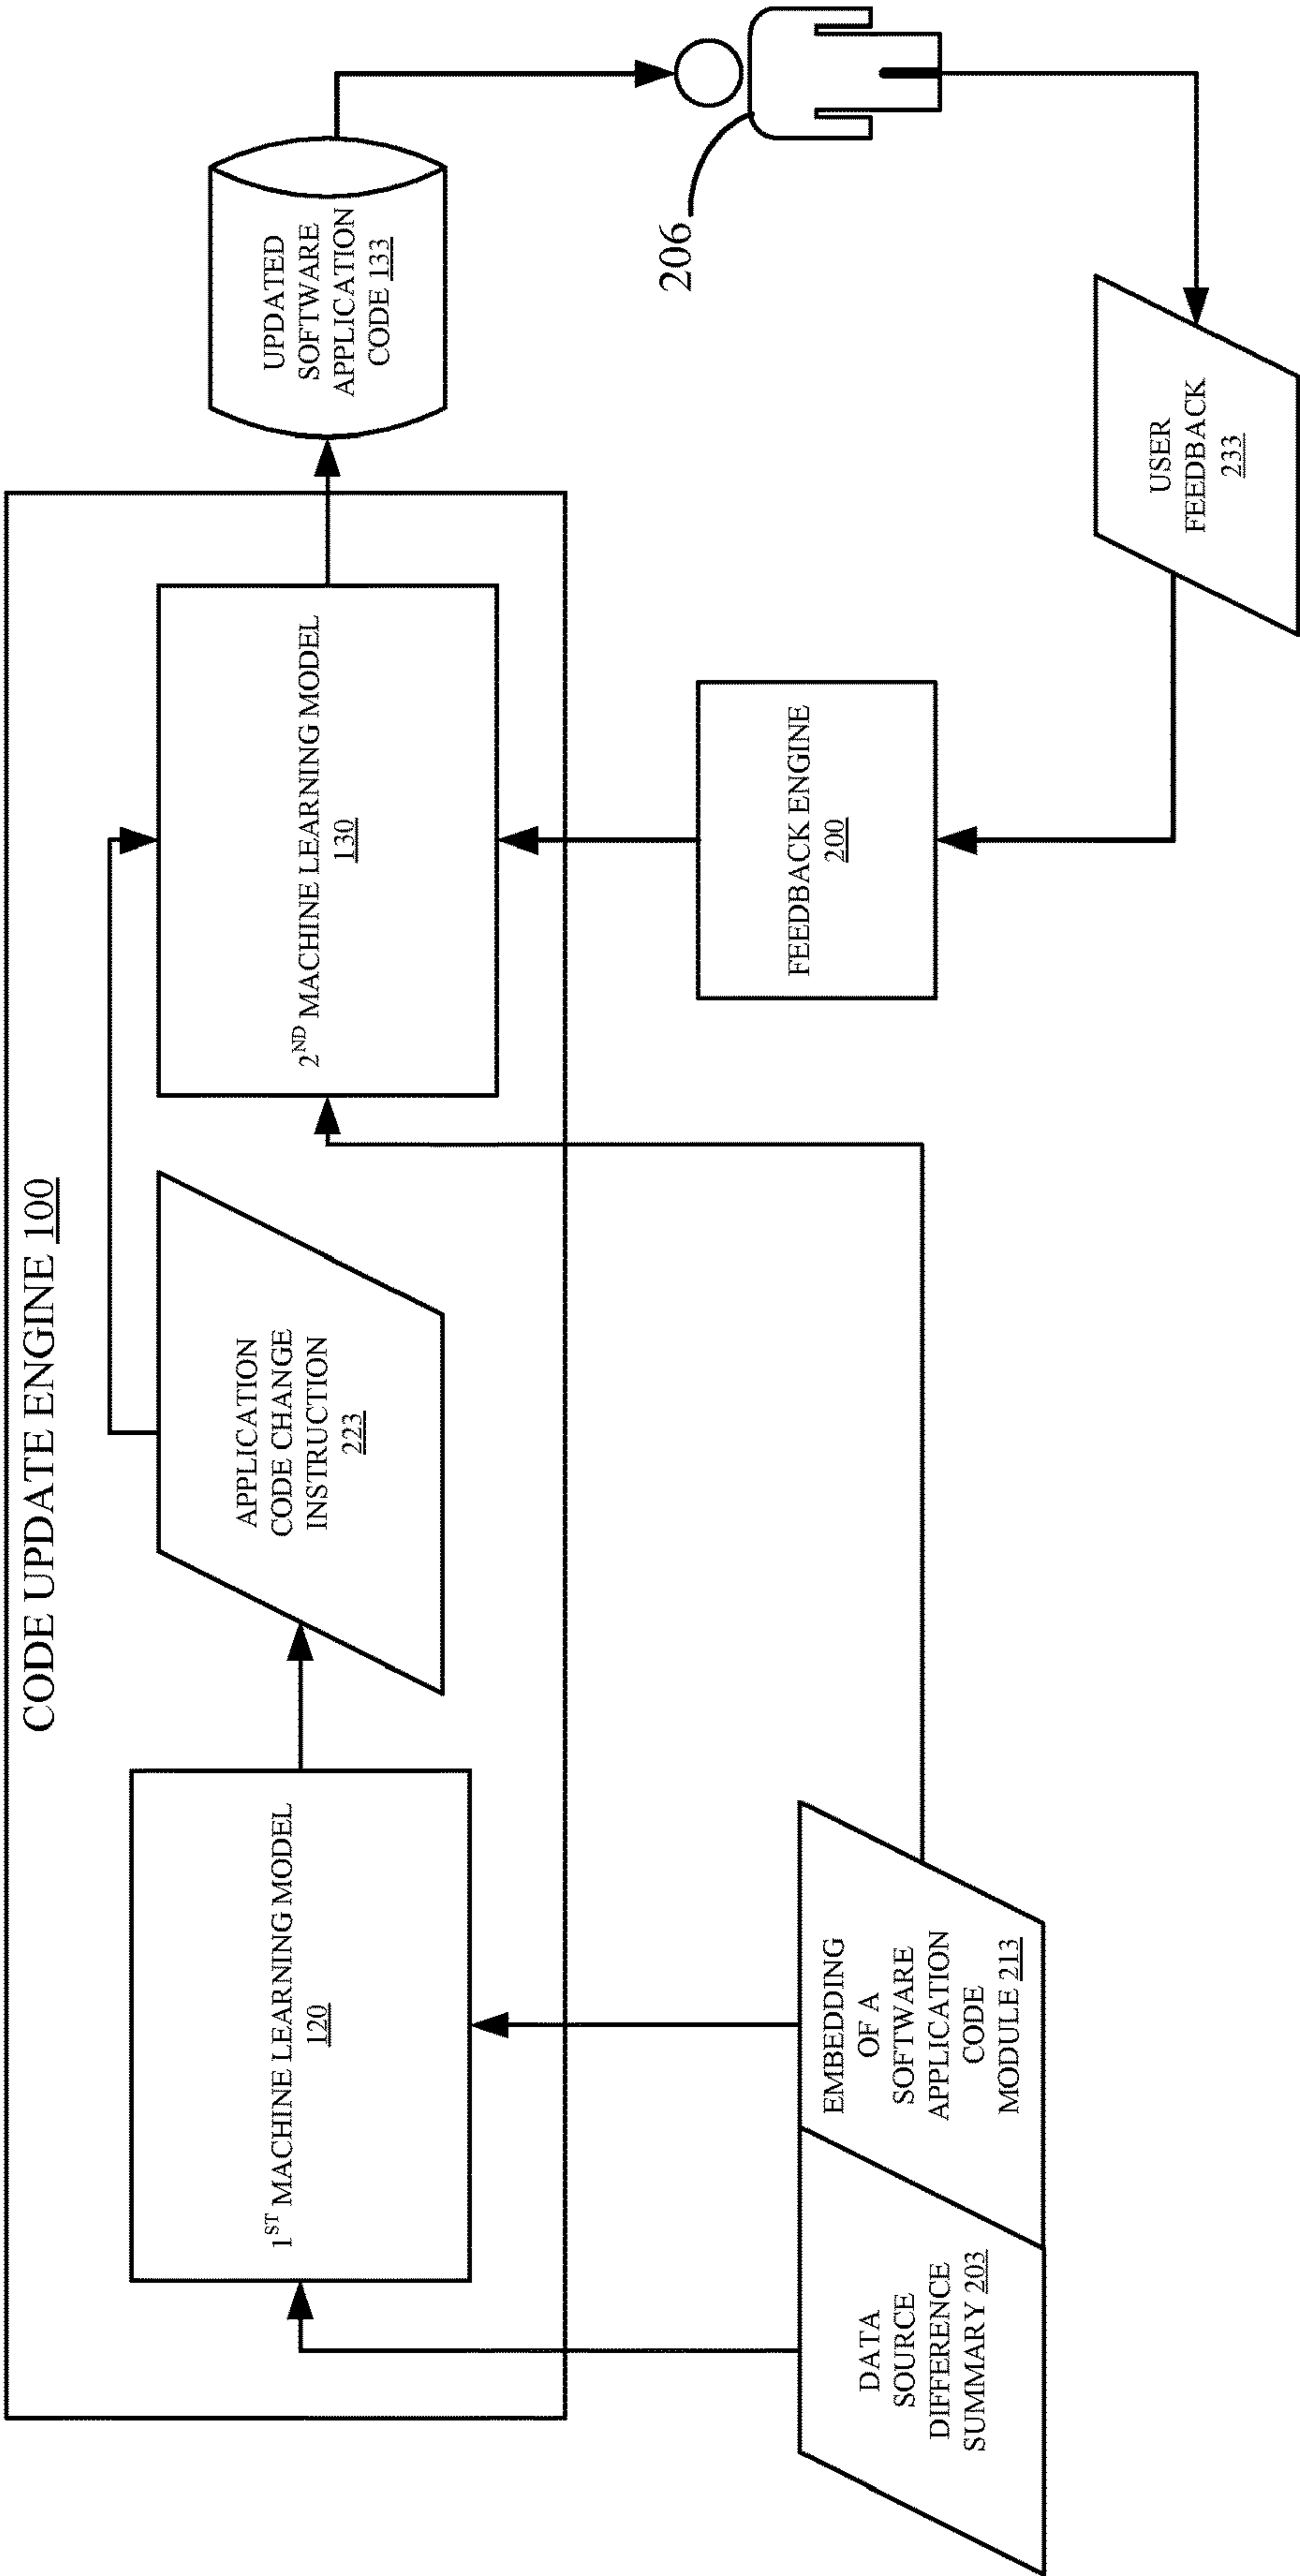 CODE UPDATE ENGINE 100
1ST MACHINE LEARNING MODEL
120
APPLICATION
CODE CHANGE
INSTRUCTION
223
2ND MACHINE LEARNING MODEL
130
UPDATED
SOFTWARE
APPLICATION
CODE 133
206
DATA
SOURCE
DIFFERENCE
SUMMARY 203
EMBEDDING
OF A
SOFTWARE
APPLICATION
CODE
MODULE 213
FEEDBACK ENGINE
200
USER
FEEDBACK
233